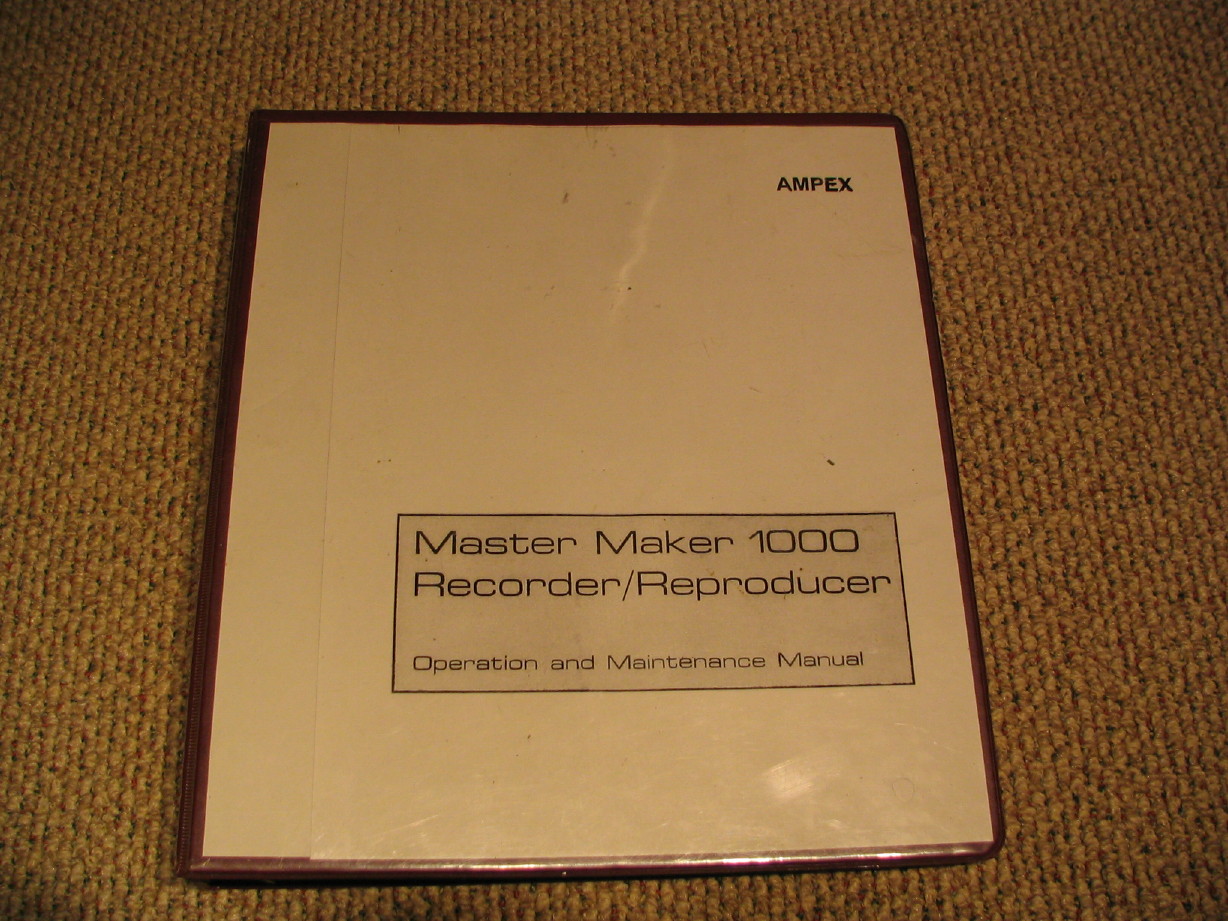 AMPEX
Master Maker 1000
Recorder/Reproducer
Operation and Maintenance Manual